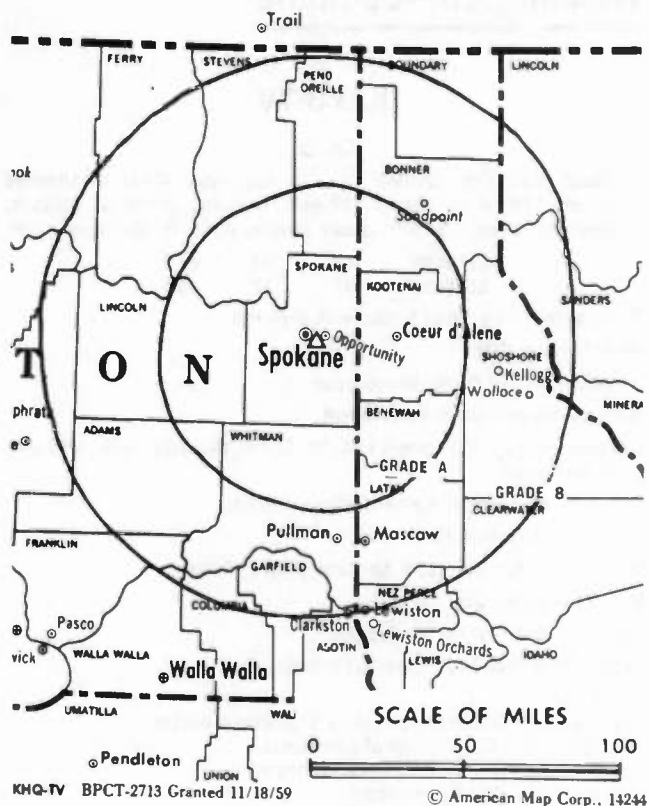 Trail
FERRY
STEVENS
PEND
OREILLE
BOUNDARY
LINCOLN
BONNER
Sandpoint
SPOKANE
KOOTENAI
LINCOLN
SANDERS
Opportunity
Coeur d'Alene
Spokane
T O N
SHOSHONE
Kellogg
Wallace
MINERA
phrata
ADAMS
WHITMAN
BENEWAH
GRADE A
LATAH
GRADE B
CLEARWATER
Pullman
Moscaw
FRANKLIN
GARFIELD
NEZ PERCE
COLUMBIA
Lewiston
Clarkston
Pasco
Lewiston Orchards
ASOTIN
IDAHO
wick
WALLA WALLA
LEWIS
Walla Walla
UMATILLA
WAL
SCALE OF MILES
0 50 100
Pendleton
UNION
KHQ-TV BPCT-2713 Granted 11/18/59
© American Map Corp., 14244